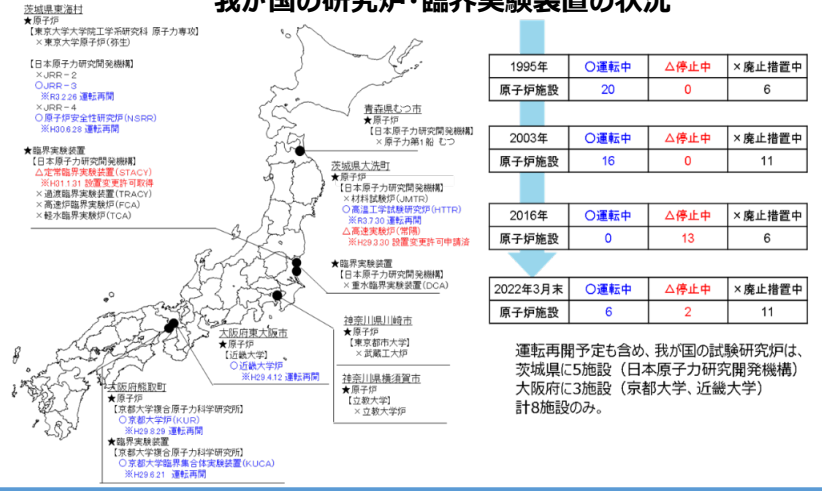 我が国の研究炉・臨界実験装置の状況
茨城県東海村
★原子炉
【東京大学大学院工学系研究科 原子力専攻】
×東京大学原子炉(弥生)
【日本原子力研究開発機構】
×JRR-2
○JRR-3
※R3.2.26 運転再開
×JRR-4
○原子炉安全性研究炉(NSRR)
※H30.6.28 運転再開
★臨界実験装置
【日本原子力研究開発機構】
△定常臨界実験装置(STACY)
※H31.1.31 設置変更許可取得
×過渡臨界実験装置(TRACY)
×高速炉臨界実験装置(FCA)
×軽水臨界実験装置(TCA)
青森県むつ市
★原子炉
【日本原子力研究開発機構】
×原子力第1船 むつ
茨城県大洗町
★原子炉
【日本原子力研究開発機構】
×材料試験炉(JMTR)
○高温工学試験研究炉(HTTR)
※R3.7.30 運転再開
△高速実験炉(常陽)
※H29.3.30 設置変更許可申請済
★臨界実験装置
【日本原子力研究開発機構】
×重水臨界実験装置(DCA)
神奈川県川崎市
★原子炉
【東京都市大学】
×武蔵工大炉
神奈川県横須賀市
★原子炉
【立教大学】
×立教大学炉
大阪府東大阪市
★原子炉
【近畿大学】
○近畿大学炉
※H29.4.12 運転再開
大阪府熊取町
★原子炉
【京都大学複合原子力科学研究所】
○京都大学炉(KUR)
※H29.8.29 運転再開
★臨界実験装置
【京都大学複合原子力科学研究所】
○京都大学臨界集合体実験装置(KUCA)
※H29.6.21 運転再開
1995年 ○運転中 △停止中 ×廃止措置中
原子炉施設 20 0 6
2003年 ○運転中 △停止中 ×廃止措置中
原子炉施設 16 0 11
2016年 ○運転中 △停止中 ×廃止措置中
原子炉施設 0 13 6
2022年3月末 ○運転中 △停止中 ×廃止措置中
原子炉施設 6 2 11
運転再開予定も含め、我が国の試験研究炉は、
茨城県に5施設（日本原子力研究開発機構）
大阪府に3施設（京都大学、近畿大学）
計8施設のみ。